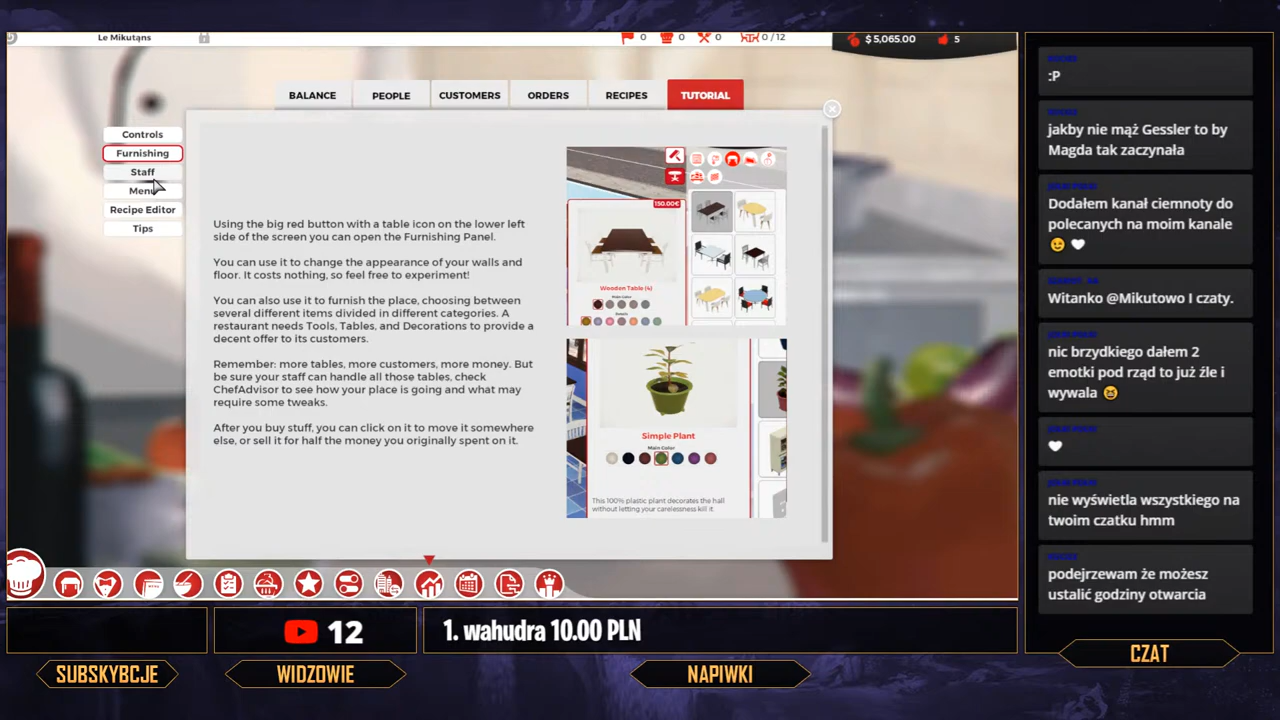 Le Mikutąns
0
0
0
0 / 12
$ 5,065.00
5
BALANCE
PEOPLE
CUSTOMERS
ORDERS
RECIPES
TUTORIAL
Controls
Furnishing
Staff
Menu
Recipe Editor
Tips
Using the big red button with a table icon on the lower left
side of the screen you can open the Furnishing Panel.
You can use it to change the appearance of your walls and
floor. It costs nothing, so feel free to experiment!
You can also use it to furnish the place, choosing between
several different items divided in different categories. A
restaurant needs Tools, Tables, and Decorations to provide a
decent offer to its customers.
Remember: more tables, more customers, more money. But
be sure your staff can handle all those tables, check
ChefAdvisor to see how your place is going and what may
require some tweaks.
After you buy stuff, you can click on it to move it somewhere
else, or sell it for half the money you originally spent on it.
150.00€
Wooden Table (4)
Main Color
Details
Simple Plant
Main Color
This 100% plastic plant decorates the hall
without letting your carelessness kill it.
:P
jakby nie mąż Gessler to by
Magda tak zaczynała
Dodałem kanał ciemnoty do
polecanych na moim kanale
😉 🤍
Witanko @Mikutowo I czaty.
nic brzydkiego dałem 2
emotki pod rząd to już źle i
wywala 😆
🤍
nie wyświetla wszystkiego na
twoim czatku hmm
podejrzewam że możesz
ustalić godziny otwarcia
12
1. wahudra 10.00 PLN
SUBSKYBCJE
WIDZOWIE
NAPIWKI
CZAT